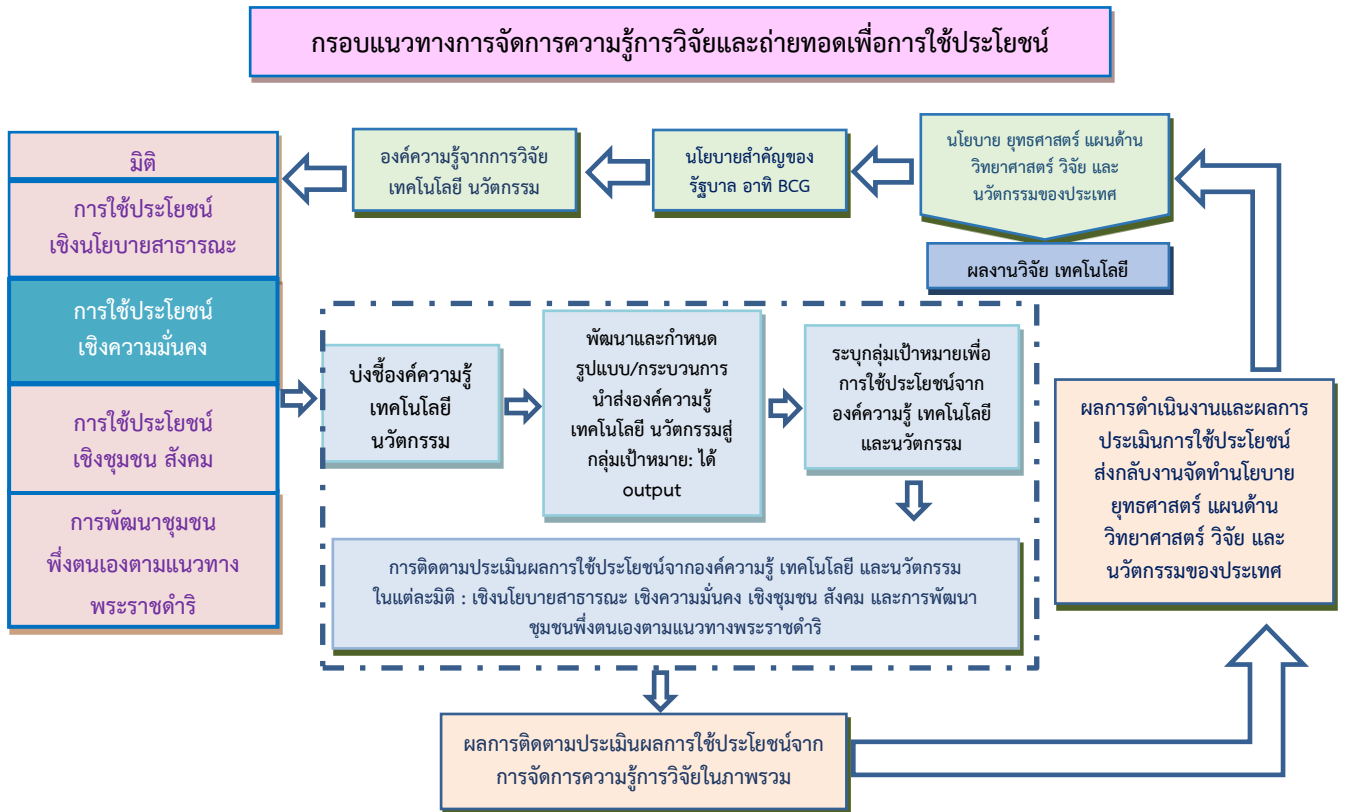 กรอบแนวทางการจัดการความรู้การวิจัยและถ่ายทอดเพื่อการใช้ประโยชน์
นโยบาย ยุทธศาสตร์ แผนด้าน
วิทยาศาสตร์ วิจัย และ
นวัตกรรมของประเทศ
ผลงานวิจัย เทคโนโลยี
นโยบายสำคัญของ
รัฐบาล อาทิ BCG
องค์ความรู้จากการวิจัย
เทคโนโลยี นวัตกรรม
มิติ
การใช้ประโยชน์
เชิงนโยบายสาธารณะ
การใช้ประโยชน์
เชิงความมั่นคง
การใช้ประโยชน์
เชิงชุมชน สังคม
การพัฒนาชุมชน
พึ่งตนเองตามแนวทาง
พระราชดำริ
บ่งชี้องค์ความรู้
เทคโนโลยี
นวัตกรรม
พัฒนาและกำหนด
รูปแบบ/กระบวนการ
นำส่งองค์ความรู้
เทคโนโลยี นวัตกรรมสู่
กลุ่มเป้าหมาย: ได้
output
ระบุกลุ่มเป้าหมายเพื่อ
การใช้ประโยชน์จาก
องค์ความรู้ เทคโนโลยี
และนวัตกรรม
การติดตามประเมินผลการใช้ประโยชน์จากองค์ความรู้ เทคโนโลยี และนวัตกรรม
ในแต่ละมิติ : เชิงนโยบายสาธารณะ เชิงความมั่นคง เชิงชุมชน สังคม และการพัฒนา
ชุมชนพึ่งตนเองตามแนวทางพระราชดำริ
ผลการติดตามประเมินผลการใช้ประโยชน์จาก
การจัดการความรู้การวิจัยในภาพรวม
ผลการดำเนินงานและผลการ
ประเมินการใช้ประโยชน์
ส่งกลับงานจัดทำนโยบาย
ยุทธศาสตร์ แผนด้าน
วิทยาศาสตร์ วิจัย และ
นวัตกรรมของประเทศ